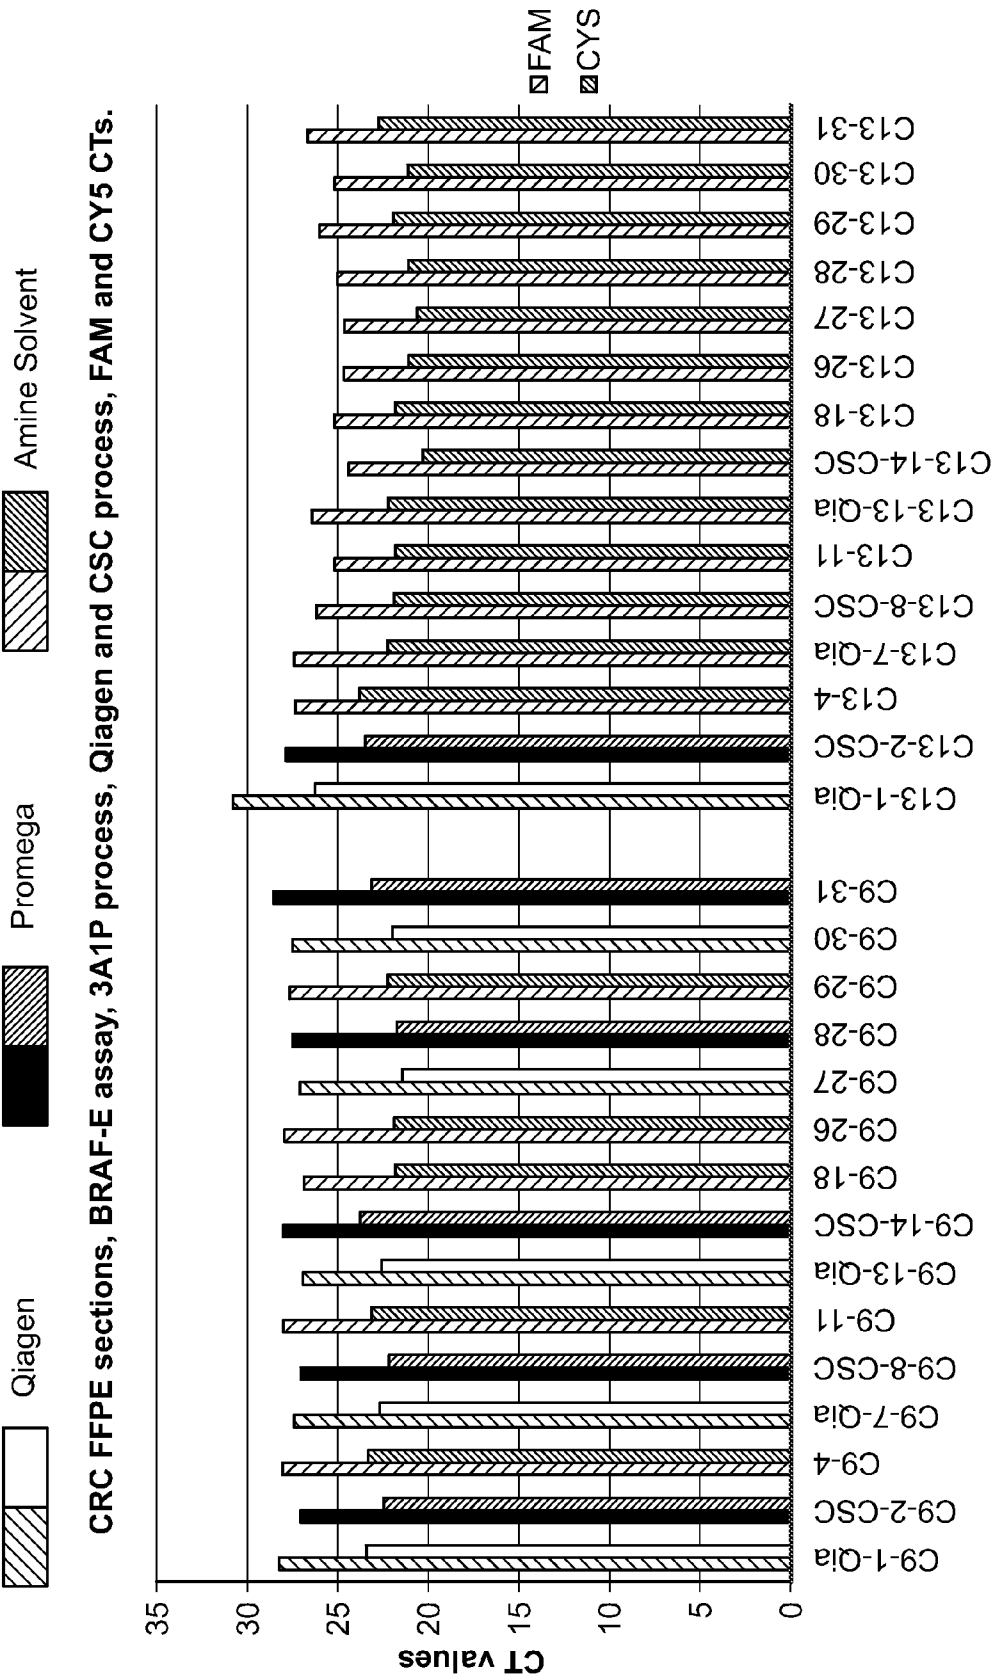 Qiagen
Promega
Amine Solvent
CRC FFPE sections, BRAF-E assay, 3A1P process, Qiagen and CSC process, FAM and CY5 CTs.
CT values
35
30
25
20
15
10
5
0
C9-1-Qia
C9-2-CSC
C9-4
C9-7-Qia
C9-8-CSC
C9-11
C9-13-Qia
C9-14-CSC
C9-18
C9-26
C9-27
C9-28
C9-29
C9-30
C9-31
C13-1-Qia
C13-2-CSC
C13-4
C13-7-Qia
C13-8-CSC
C13-11
C13-13-Qia
C13-14-CSC
C13-18
C13-26
C13-27
C13-28
C13-29
C13-30
C13-31
FAM
CYS